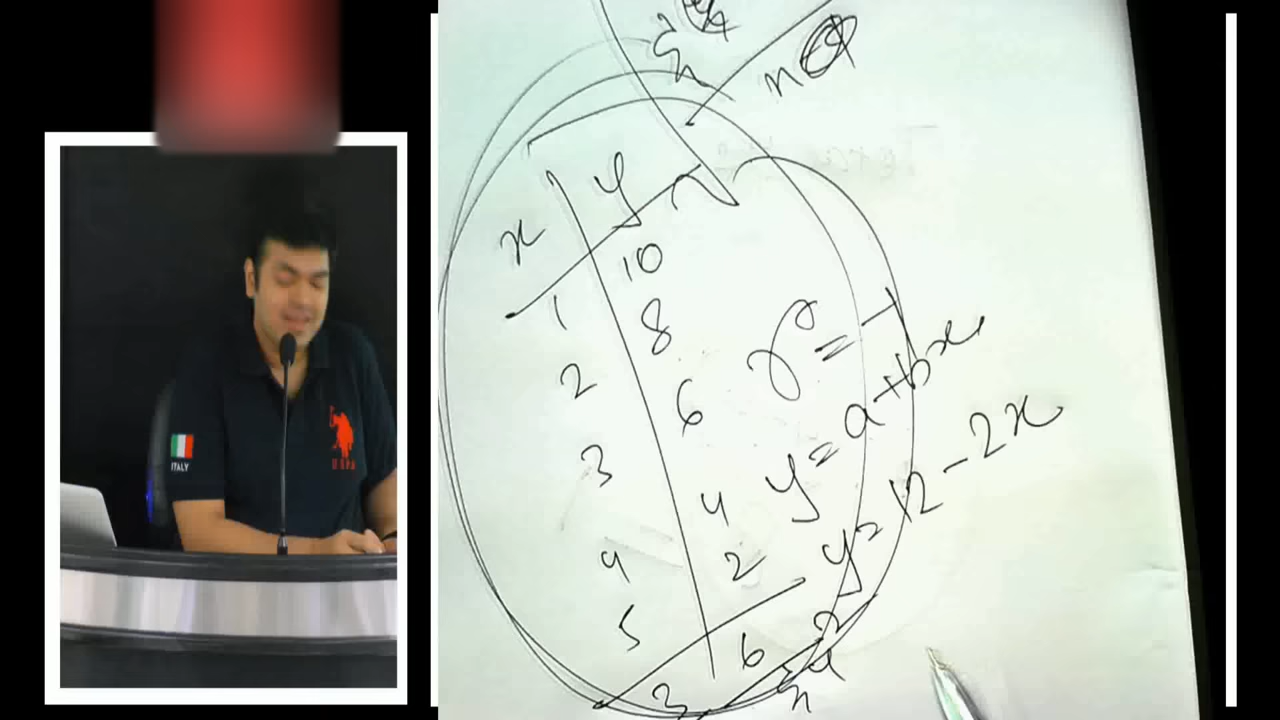 x y
1 10
2 8
3 6
4 4
5 2
3 6
r = -1
y = a + bx
y = 12 - 2x
n
ITALY